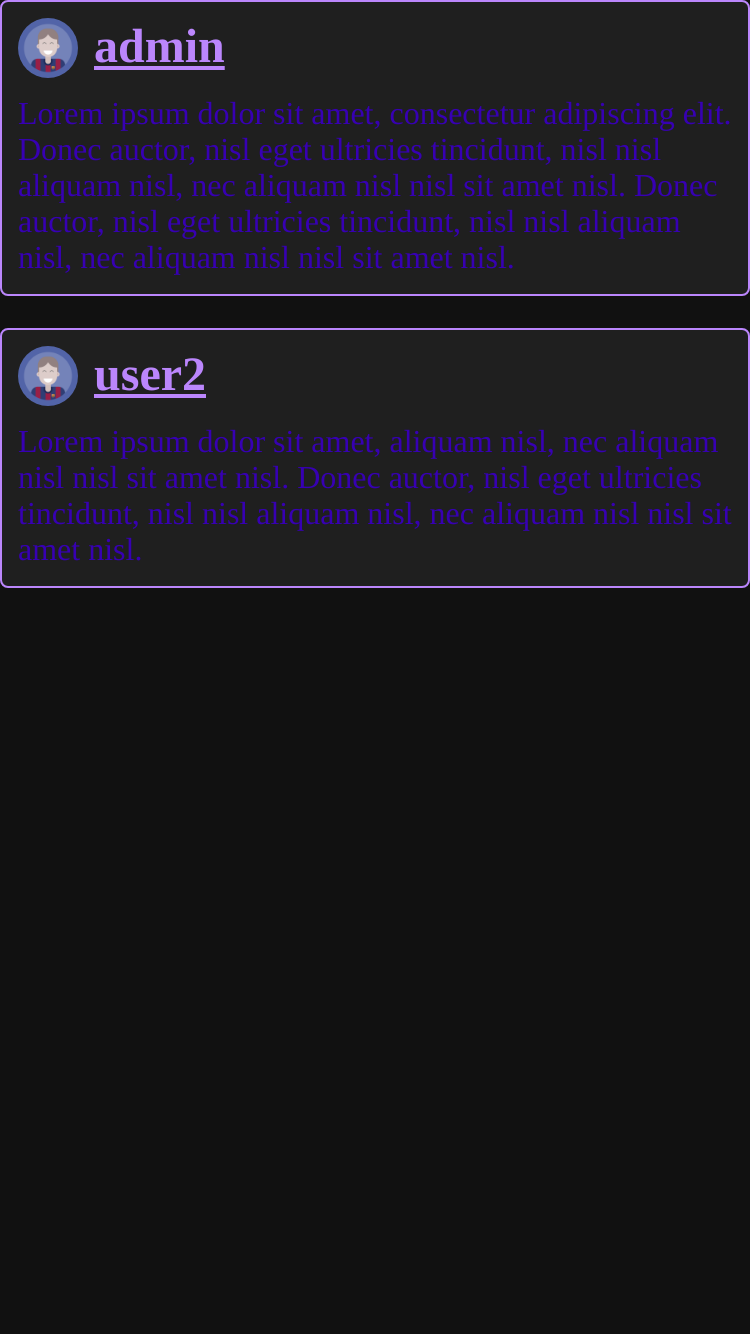 admin
Lorem ipsum dolor sit amet, consectetur adipiscing elit.
Donec auctor, nisl eget ultricies tincidunt, nisl nisl
aliquam nisl, nec aliquam nisl nisl sit amet nisl. Donec
auctor, nisl eget ultricies tincidunt, nisl nisl aliquam
nisl, nec aliquam nisl nisl sit amet nisl.
user2
Lorem ipsum dolor sit amet, aliquam nisl, nec aliquam
nisl nisl sit amet nisl. Donec auctor, nisl eget ultricies
tincidunt, nisl nisl aliquam nisl, nec aliquam nisl nisl sit
amet nisl.